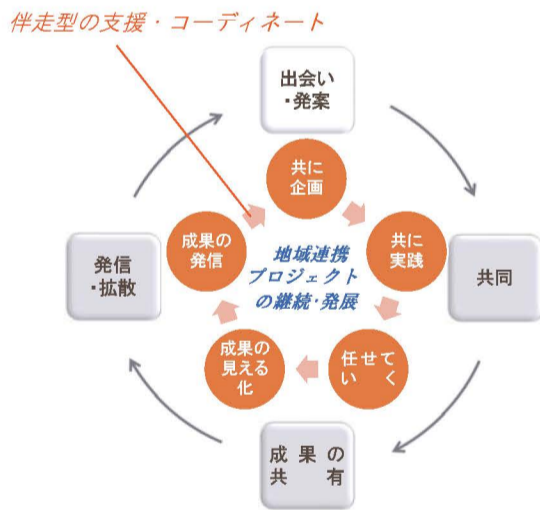 伴走型の支援・コーディネート
出会い
・発案
共に
企画
成果の
発信
共に
実践
地域連携
プロジェクト
の継続・発展
発信
・拡散
共同
成果の
見える
化
任せて
いく
成果の
共有